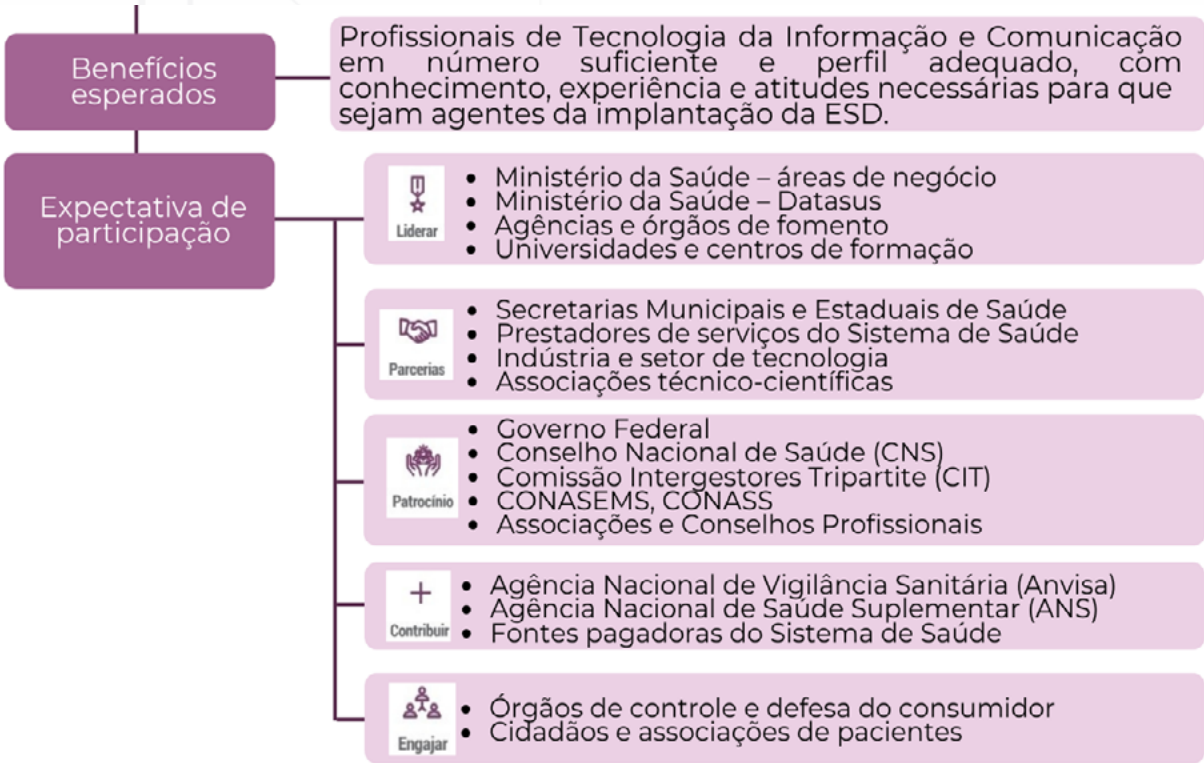 Benefícios
esperados
Profissionais de Tecnologia da Informação e Comunicação
em número suficiente e perfil adequado, com
conhecimento, experiência e atitudes necessárias para que
sejam agentes da implantação da ESD.
Expectativa de
participação
Liderar
• Ministério da Saúde – áreas de negócio
• Ministério da Saúde – Datasus
• Agências e órgãos de fomento
• Universidades e centros de formação
Parcerias
• Secretarias Municipais e Estaduais de Saúde
• Prestadores de serviços do Sistema de Saúde
• Indústria e setor de tecnologia
• Associações técnico-científicas
Patrocínio
• Governo Federal
• Conselho Nacional de Saúde (CNS)
• Comissão Intergestores Tripartite (CIT)
• CONASEMS, CONASS
• Associações e Conselhos Profissionais
Contribuir
• Agência Nacional de Vigilância Sanitária (Anvisa)
• Agência Nacional de Saúde Suplementar (ANS)
• Fontes pagadoras do Sistema de Saúde
Engajar
• Órgãos de controle e defesa do consumidor
• Cidadãos e associações de pacientes